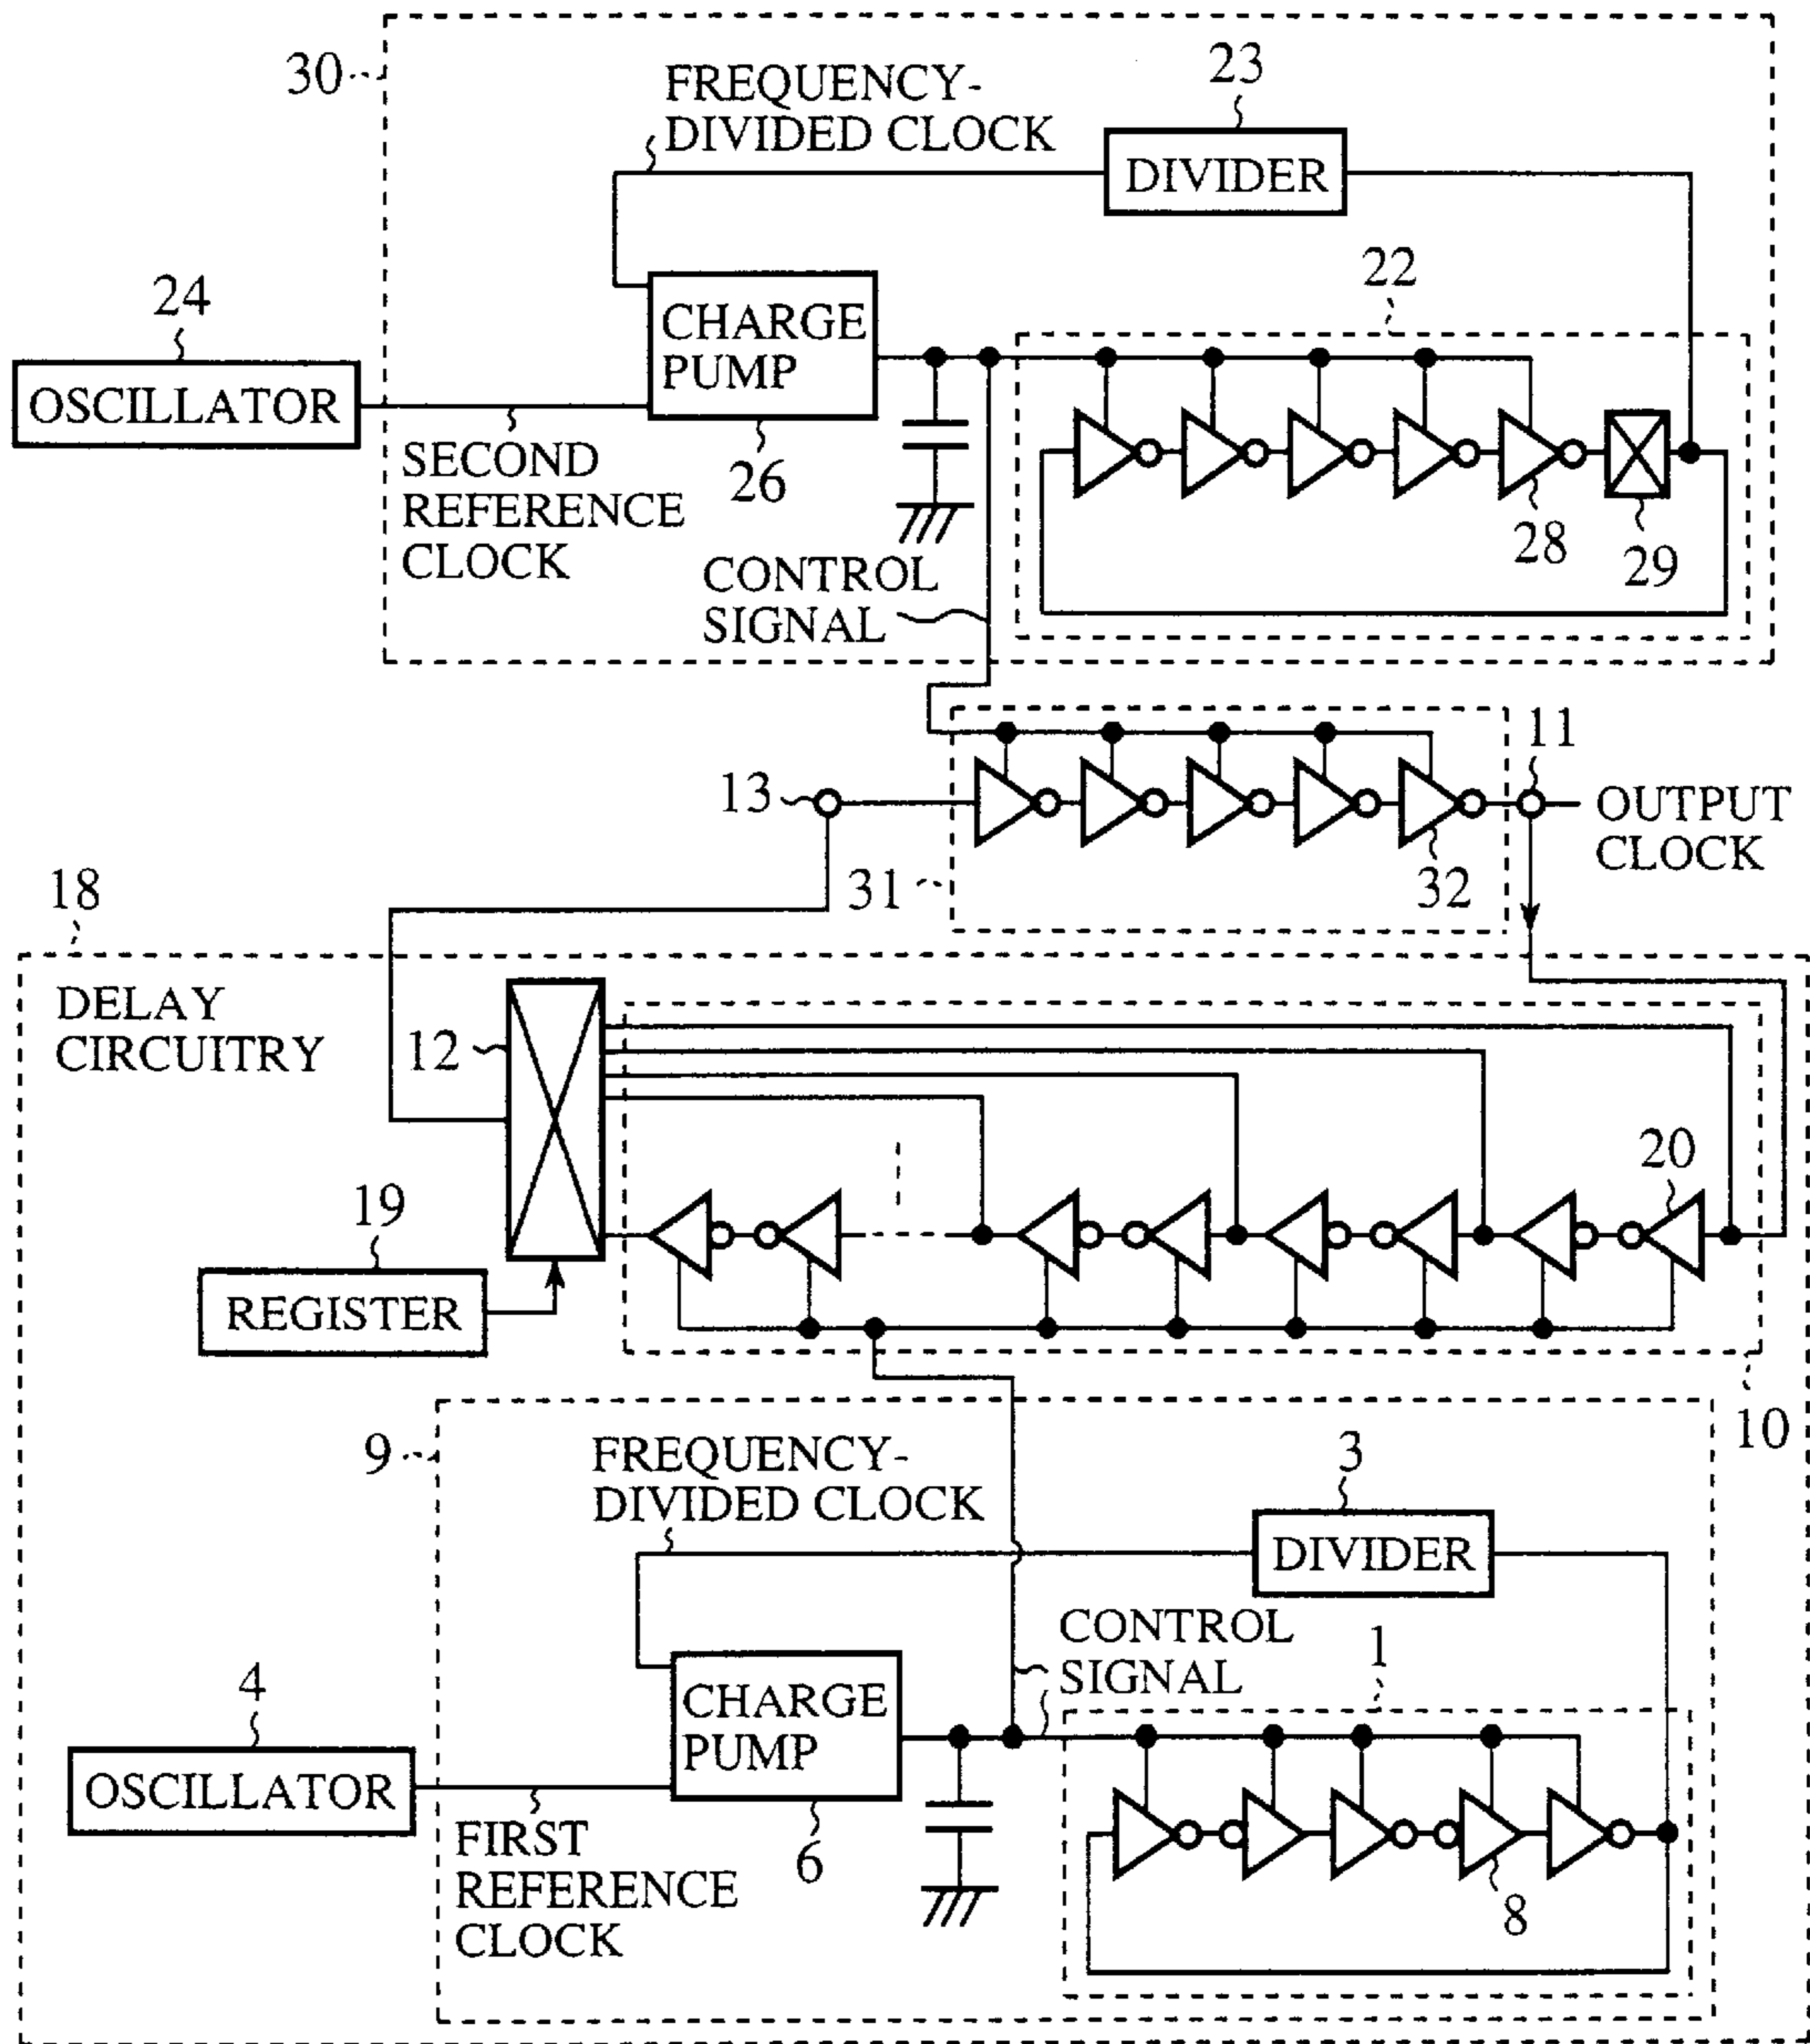 30
FREQUENCY-
DIVIDED CLOCK
23
DIVIDER
24
OSCILLATOR
CHARGE
PUMP
22
SECOND
REFERENCE
CLOCK
26
28
29
CONTROL
SIGNAL
13
11
OUTPUT
CLOCK
31
32
18
DELAY
CIRCUITRY
12
20
19
REGISTER
10
9
FREQUENCY-
DIVIDED CLOCK
3
DIVIDER
CONTROL
SIGNAL
1
4
OSCILLATOR
CHARGE
PUMP
FIRST
REFERENCE
CLOCK
6
8